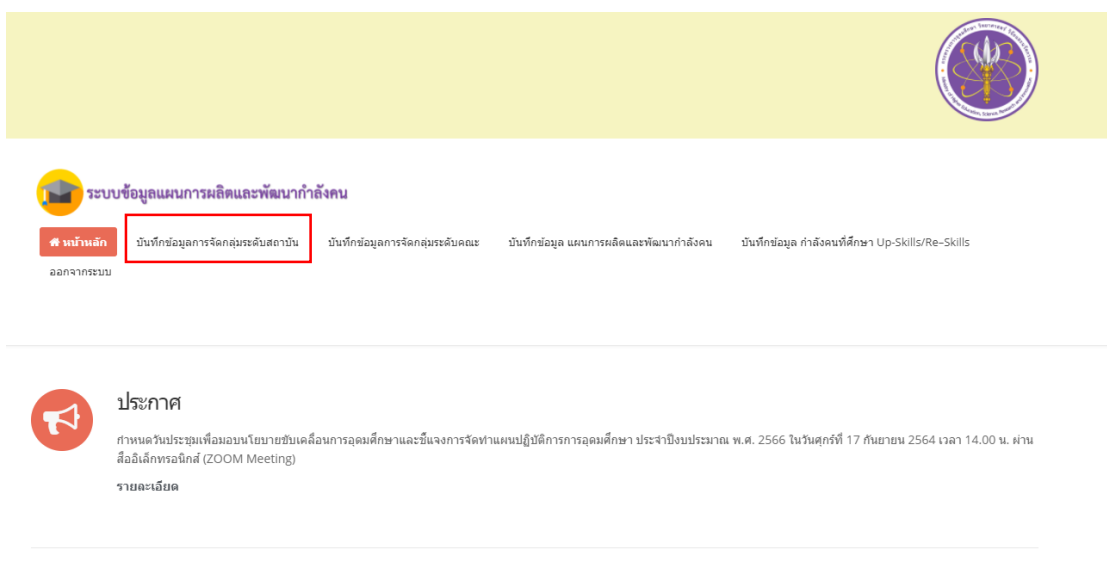 ระบบข้อมูลแผนการผลิตและพัฒนากำลังคน
หน้าหลัก บันทึกข้อมูลการจัดกลุ่มระดับสถาบัน บันทึกข้อมูลการจัดกลุ่มระดับคณะ บันทึกข้อมูล แผนการผลิตและพัฒนากำลังคน บันทึกข้อมูล กำลังคนที่ศึกษา Up-Skills/Re-Skills
ออกจากระบบ
ประกาศ
กำหนดวันประชุมเพื่อมอบนโยบายขับเคลื่อนการอุดมศึกษาและชี้แจงการจัดทำแผนปฏิบัติการการอุดมศึกษา ประจำปีงบประมาณ พ.ศ. 2566 ในวันศุกร์ที่ 17 กันยายน 2564 เวลา 14.00 น. ผ่าน
สื่ออิเล็กทรอนิกส์ (ZOOM Meeting)
รายละเอียด